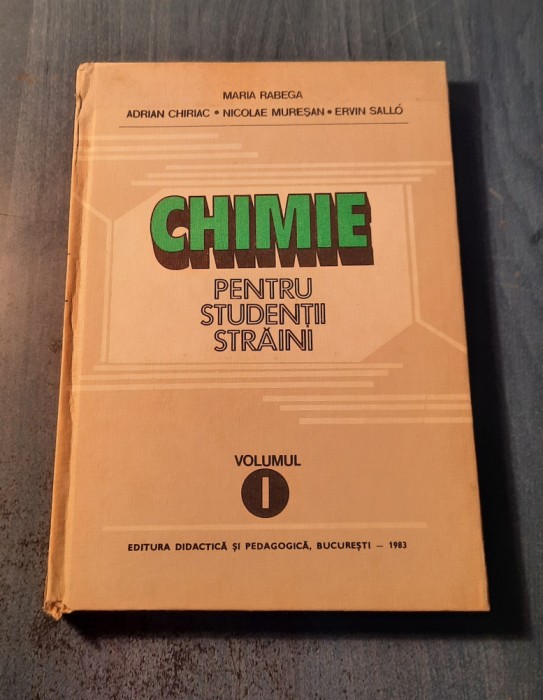 MARIA RABEGA
ADRIAN CHIRIAC • NICOLAE MUREȘAN • ERVIN SALLÓ
CHIMIE
PENTRU
STUDENȚII
STRĂINI
VOLUMUL
I
EDITURA DIDACTICĂ ȘI PEDAGOGICĂ, BUCUREȘTI – 1983